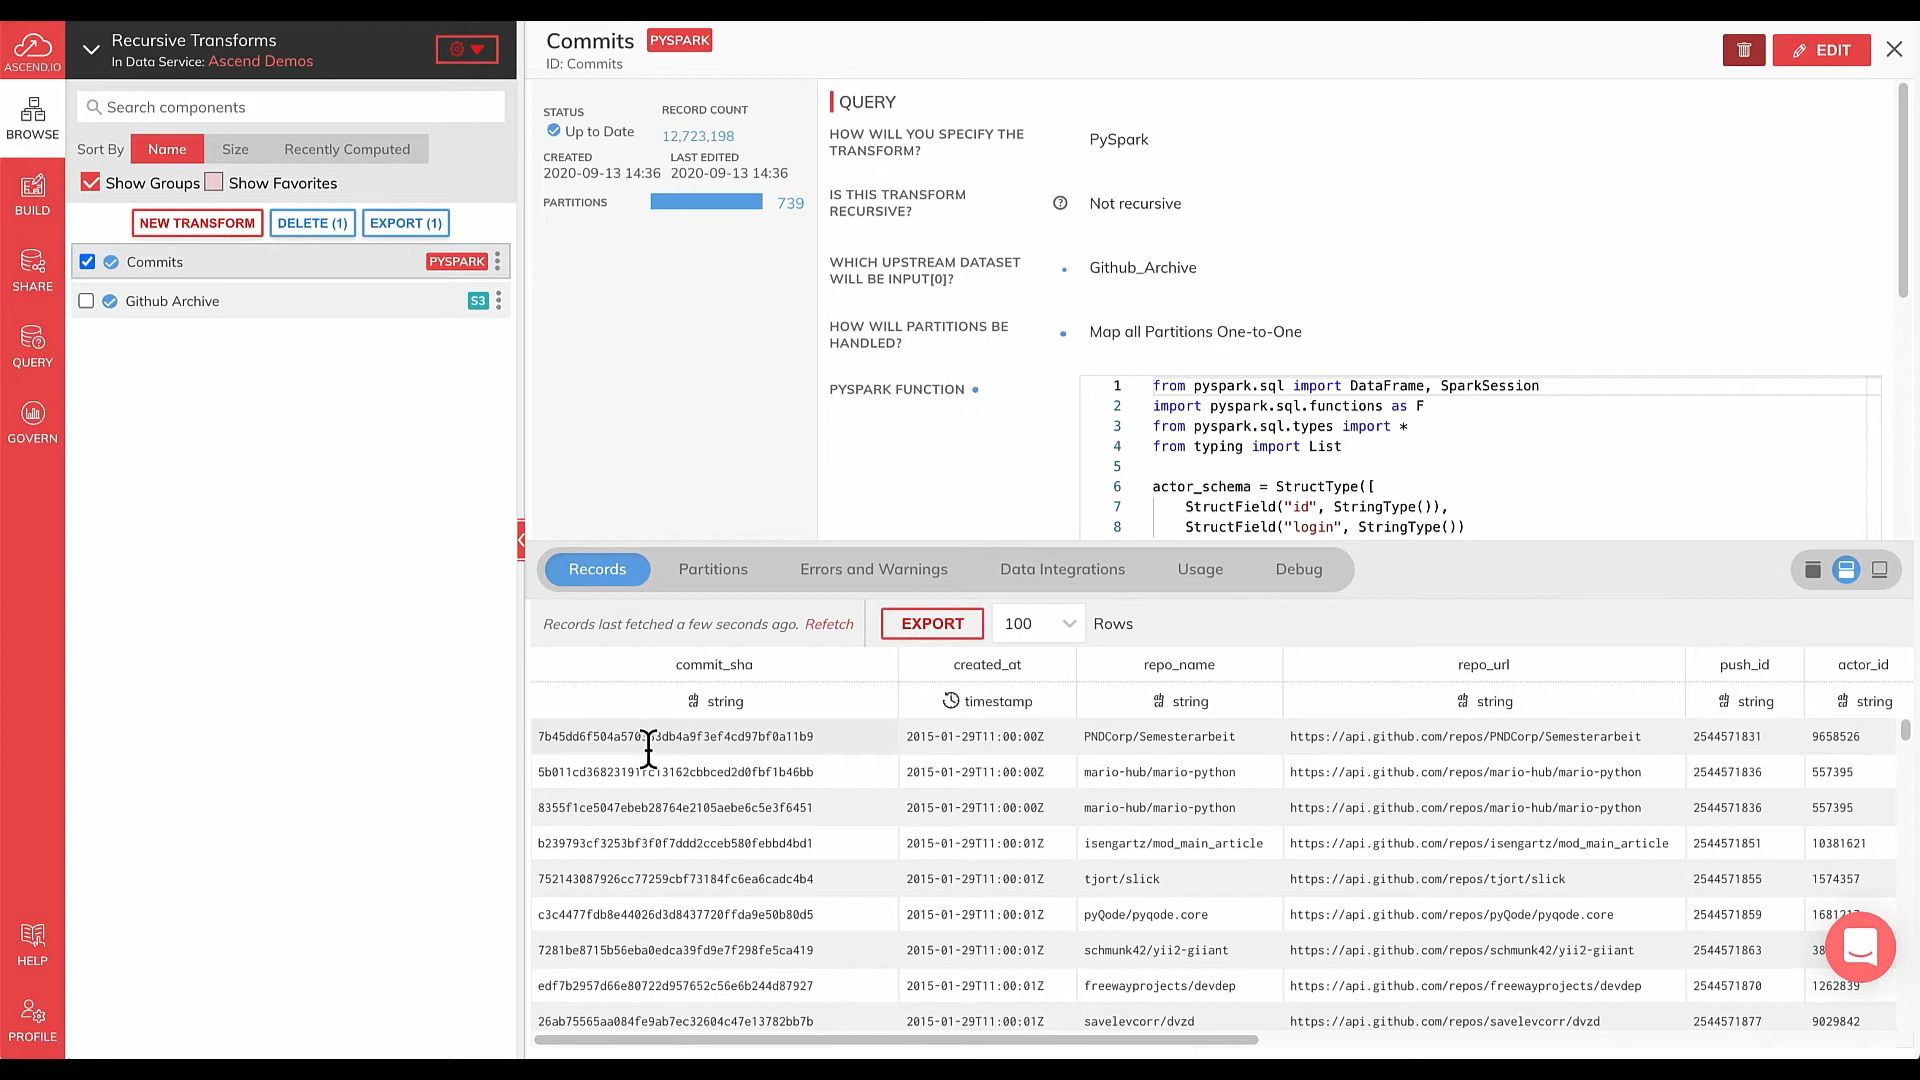 ASCEND.IO
BROWSE
BUILD
SHARE
QUERY
GOVERN
HELP
PROFILE
Recursive Transforms
In Data Service: Ascend Demos
Search components
Sort By Name Size Recently Computed
Show Groups Show Favorites
NEW TRANSFORM DELETE (1) EXPORT (1)
Commits PYSPARK
Github Archive S3
Commits PYSPARK
ID: Commits
EDIT
STATUS RECORD COUNT
Up to Date 12,723,198
CREATED LAST EDITED
2020-09-13 14:36 2020-09-13 14:36
PARTITIONS 739
QUERY
HOW WILL YOU SPECIFY THE TRANSFORM? PySpark
IS THIS TRANSFORM RECURSIVE? Not recursive
WHICH UPSTREAM DATASET WILL BE INPUT[0]? Github_Archive
HOW WILL PARTITIONS BE HANDLED? Map all Partitions One-to-One
PYSPARK FUNCTION
1 from pyspark.sql import DataFrame, SparkSession
2 import pyspark.sql.functions as F
3 from pyspark.sql.types import *
4 from typing import List
5
6 actor_schema = StructType([
7 StructField("id", StringType()),
8 StructField("login", StringType())
Records Partitions Errors and Warnings Data Integrations Usage Debug
Records last fetched a few seconds ago. Refetch EXPORT 100 Rows
commit_sha created_at repo_name repo_url push_id actor_id
string timestamp string string string string
2015-01-29T11:00:00Z PNDCorp/Semesterarbeit https://api.github.com/repos/PNDCorp/Semesterarbeit 2544571831 9658526
2015-01-29T11:00:00Z mario-hub/mario-python https://api.github.com/repos/mario-hub/mario-python 2544571836 557395
8355f1ce5047ebeb28764e2105aebe6c5e3f6451 2015-01-29T11:00:00Z mario-hub/mario-python https://api.github.com/repos/mario-hub/mario-python 2544571836 557395
b239793cf3253bf3f0f7ddd2cceb580febbd4bd1 2015-01-29T11:00:01Z isengartz/mod_main_article https://api.github.com/repos/isengartz/mod_main_article 2544571851 10381621
752143087926cc77259cbf73184fc6ea6cadc4b4 2015-01-29T11:00:01Z tjort/slick https://api.github.com/repos/tjort/slick 2544571855 1574357
c3c4477fdb8e44026d3d8437720ffda9e50b80d5 2015-01-29T11:00:01Z pyQode/pyqode.core https://api.github.com/repos/pyQode/pyqode.core 2544571859
7281be8715b56eba0edca39fd9e7f298fe5ca419 2015-01-29T11:00:01Z schmunk42/yii2-giiant https://api.github.com/repos/schmunk42/yii2-giiant 2544571863
edf7b2957d66e80722d957652c56e6b244d87927 2015-01-29T11:00:01Z freewayprojects/devdep https://api.github.com/repos/freewayprojects/devdep 2544571870 1262839
26ab75565aa084fe9ab7ec32604c47e13782bb7b 2015-01-29T11:00:01Z savelevcorr/dvzd https://api.github.com/repos/savelevcorr/dvzd 2544571877 9029842